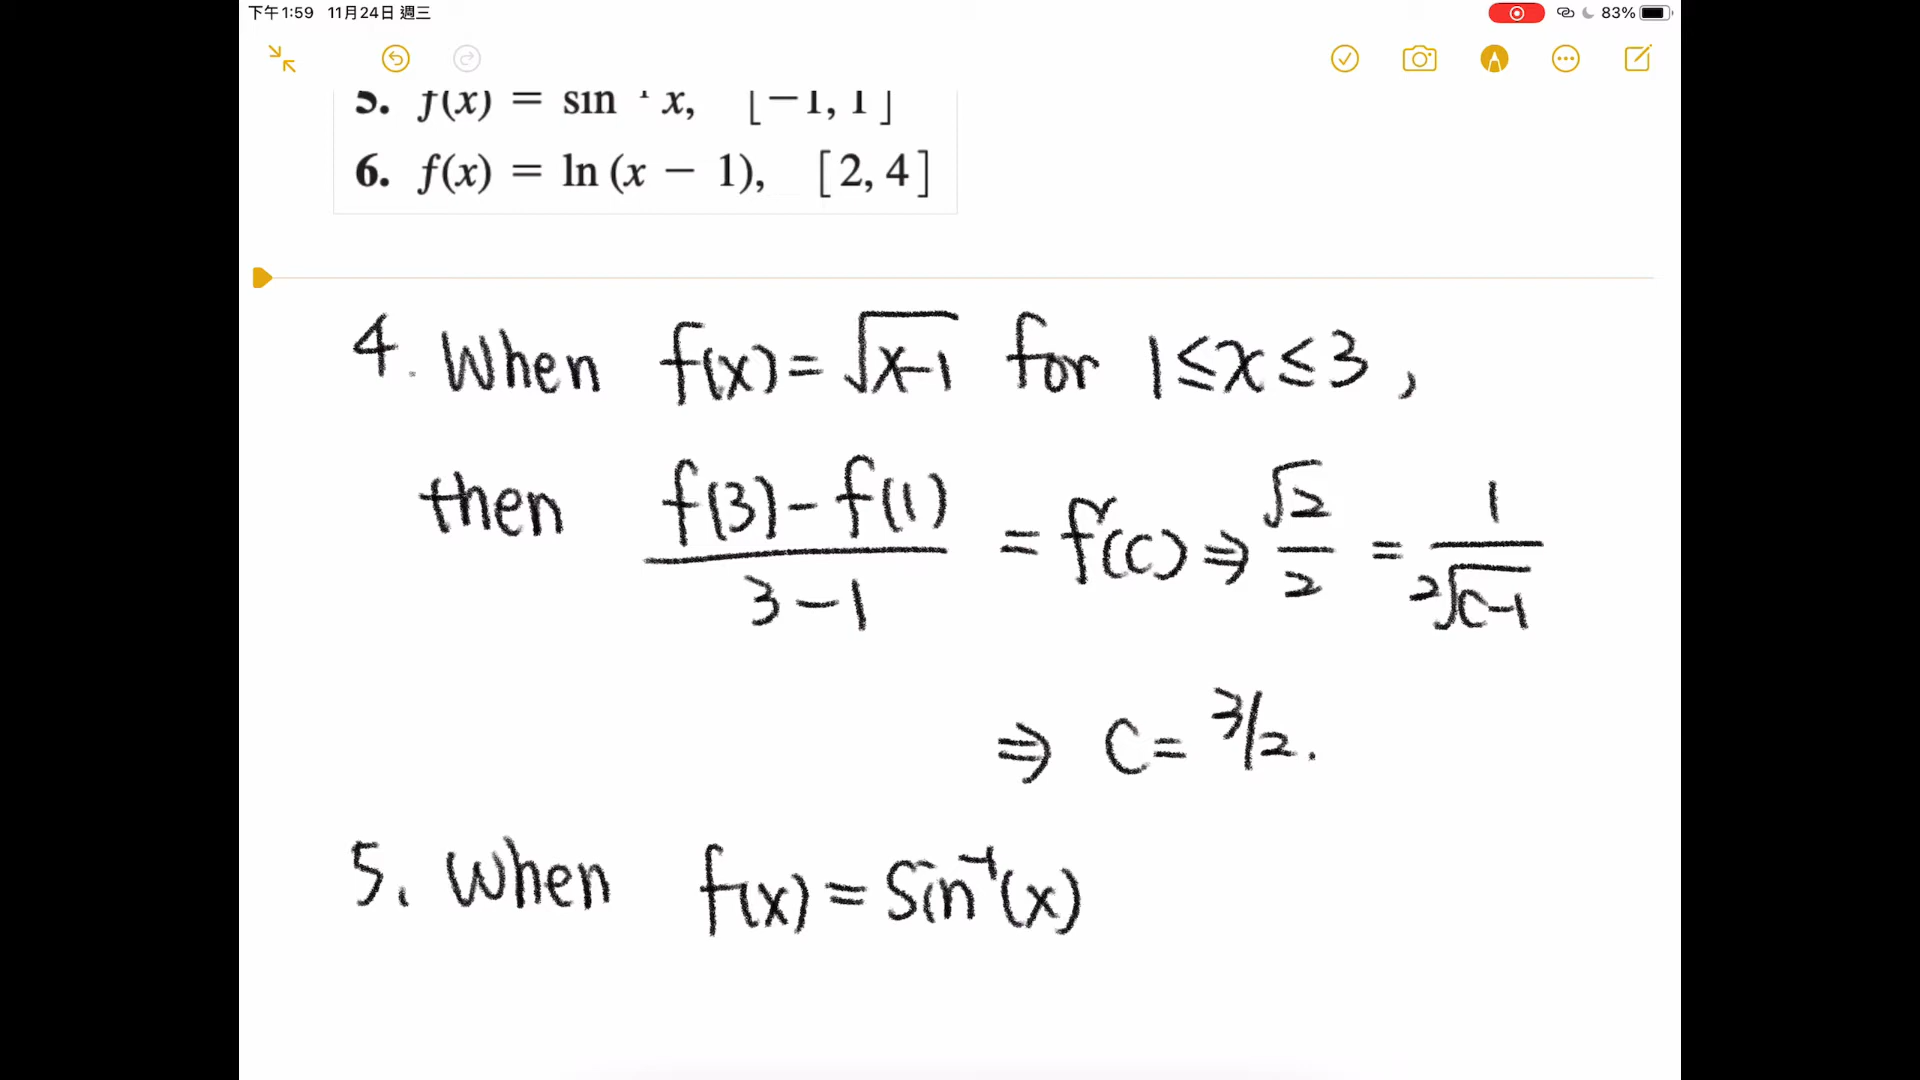 下午1:59 11月24日 週三 83%
5. f(x) = sin⁻¹ x, [−1, 1]
6. f(x) = ln (x − 1), [2, 4]
4. When f(x) = √(x-1) for 1≤x≤3,
then (f(3)-f(1))/(3-1) = f'(c) ⇒ √2/2 = 1/(2√(c-1))
⇒ c = 3/2.
5. When f(x) = sin⁻¹(x)